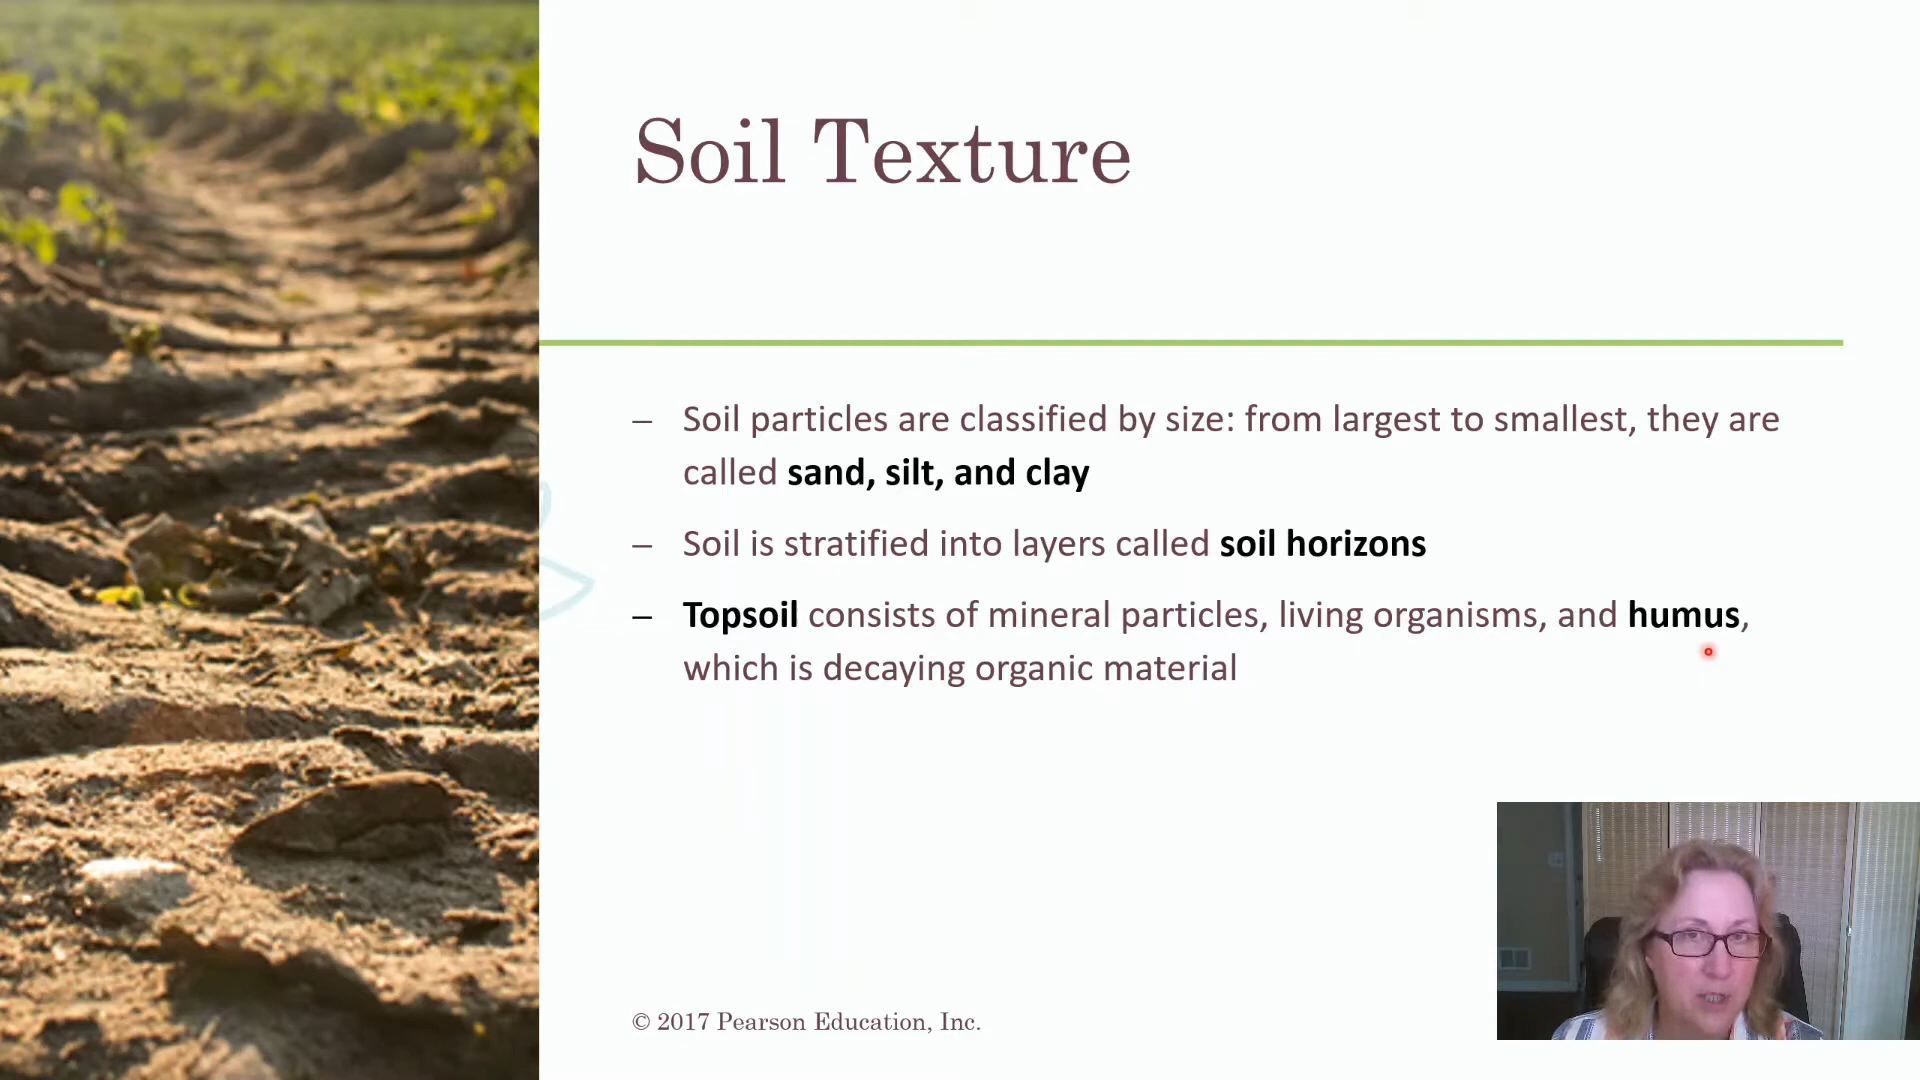 Soil Texture
– Soil particles are classified by size: from largest to smallest, they are
called sand, silt, and clay
– Soil is stratified into layers called soil horizons
– Topsoil consists of mineral particles, living organisms, and humus,
which is decaying organic material
© 2017 Pearson Education, Inc.